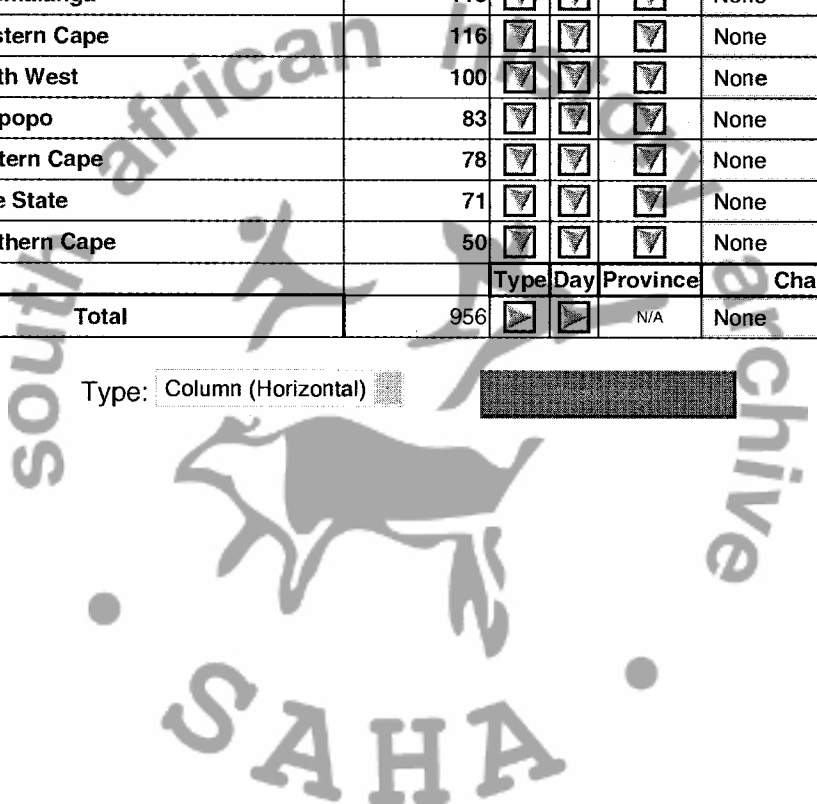 stern Cape 116 None
th West 100 None
popo 83 None
tern Cape 78 None
e State 71 None
thern Cape 50 None
Type Day Province Cha
Total 956 N/A None
Type: Column (Horizontal)
south african history archive
SAHA